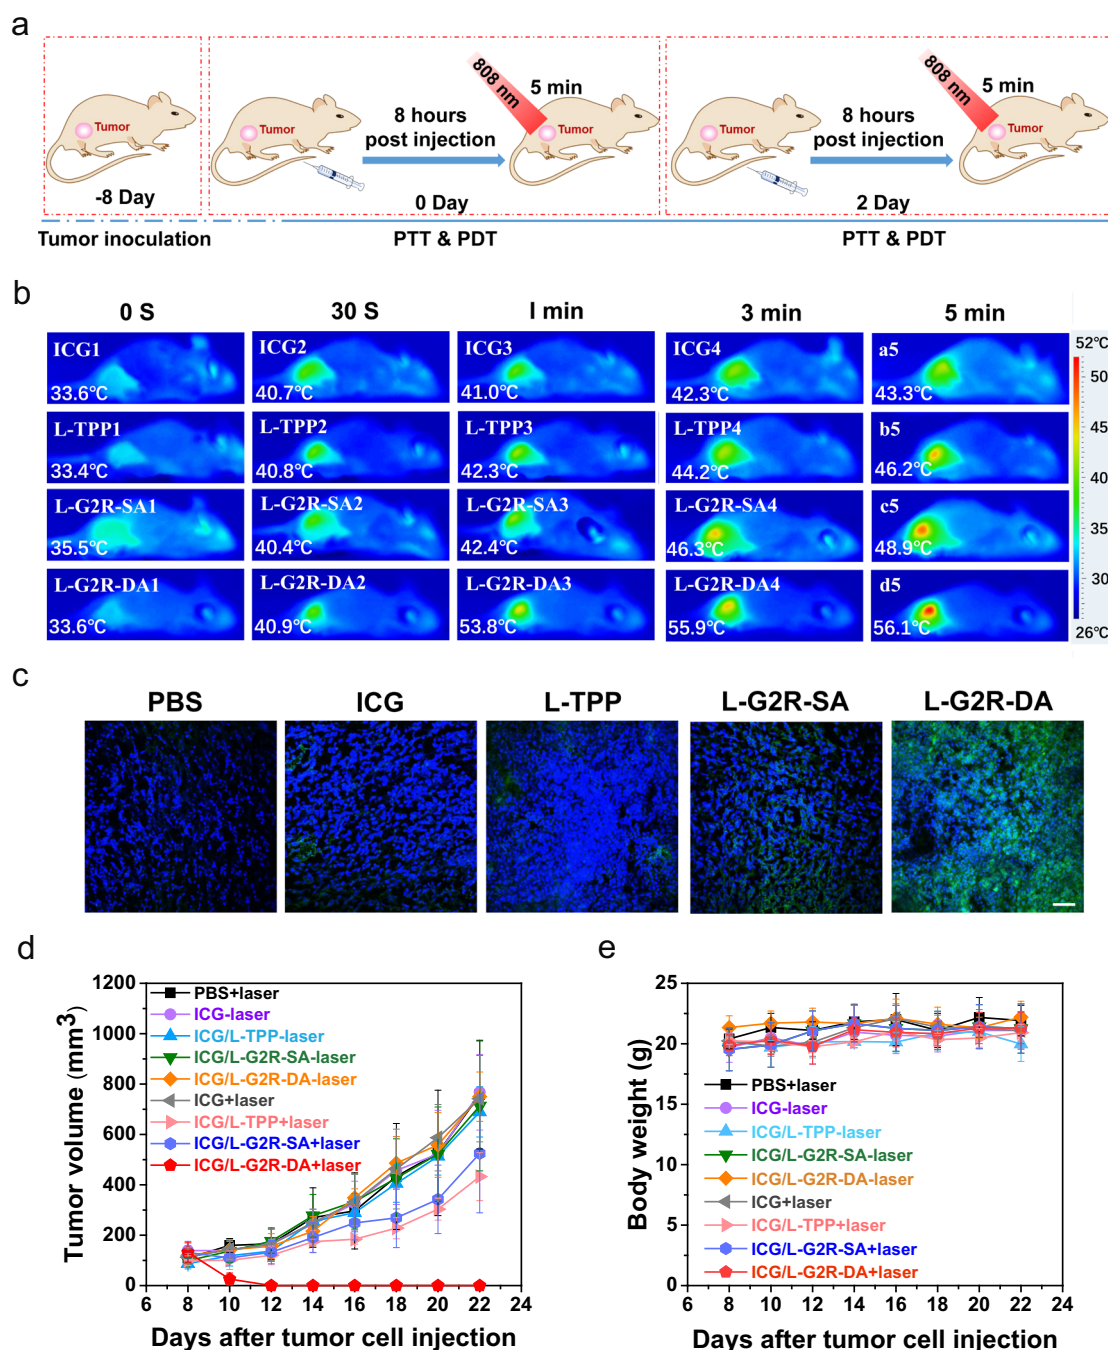 a
Tumor
-8 Day
Tumor
8 hours
post injection
808 nm
5 min
Tumor
0 Day
Tumor
8 hours
post injection
808 nm
5 min
Tumor
2 Day
Tumor inoculation
PTT & PDT
PTT & PDT
b
0 S
30 S
I min
3 min
5 min
ICG1
33.6℃
ICG2
40.7℃
ICG3
41.0℃
ICG4
42.3℃
a5
43.3℃
L-TPP1
33.4℃
L-TPP2
40.8℃
L-TPP3
42.3℃
L-TPP4
44.2℃
b5
46.2℃
L-G2R-SA1
35.5℃
L-G2R-SA2
40.4℃
L-G2R-SA3
42.4℃
L-G2R-SA4
46.3℃
c5
48.9℃
L-G2R-DA1
33.6℃
L-G2R-DA2
40.9℃
L-G2R-DA3
53.8℃
L-G2R-DA4
55.9℃
d5
56.1℃
52℃
50
45
40
35
30
26℃
c
PBS
ICG
L-TPP
L-G2R-SA
L-G2R-DA
d
Tumor volume (mm3
)
1200
1000
800
600
400
200
0
PBS+laser
ICG-laser
ICG/L-TPP-laser
ICG/L-G2R-SA-laser
ICG/L-G2R-DA-laser
ICG+laser
ICG/L-TPP+laser
ICG/L-G2R-SA+laser
ICG/L-G2R-DA+laser
6 8 10 12 14 16 18 20 22 24
Days after tumor cell injection
e
Body weight (g)
25
20
15
10
5
0
PBS+laser
ICG-laser
ICG/L-TPP-laser
ICG/L-G2R-SA-laser
ICG/L-G2R-DA-laser
ICG+laser
ICG/L-TPP+laser
ICG/L-G2R-SA+laser
ICG/L-G2R-DA+laser
6 8 10 12 14 16 18 20 22 24
Days after tumor cell injection